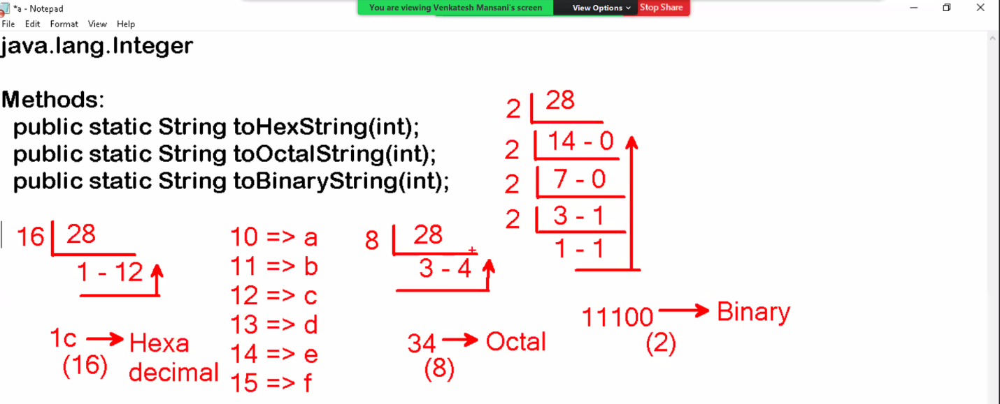 *a - Notepad
You are viewing Venkatesh Mansani's screen
View Options
Stop Share
File Edit Format View Help
java.lang.Integer
Methods:
public static String toHexString(int);
public static String toOctalString(int);
public static String toBinaryString(int);
16 28
1 - 12
1c Hexa
(16) decimal
10 => a
11 => b
12 => c
13 => d
14 => e
15 => f
8 28
3 - 4
34 Octal
(8)
2 28
2 14 - 0
2 7 - 0
2 3 - 1
1 - 1
11100 Binary
(2)